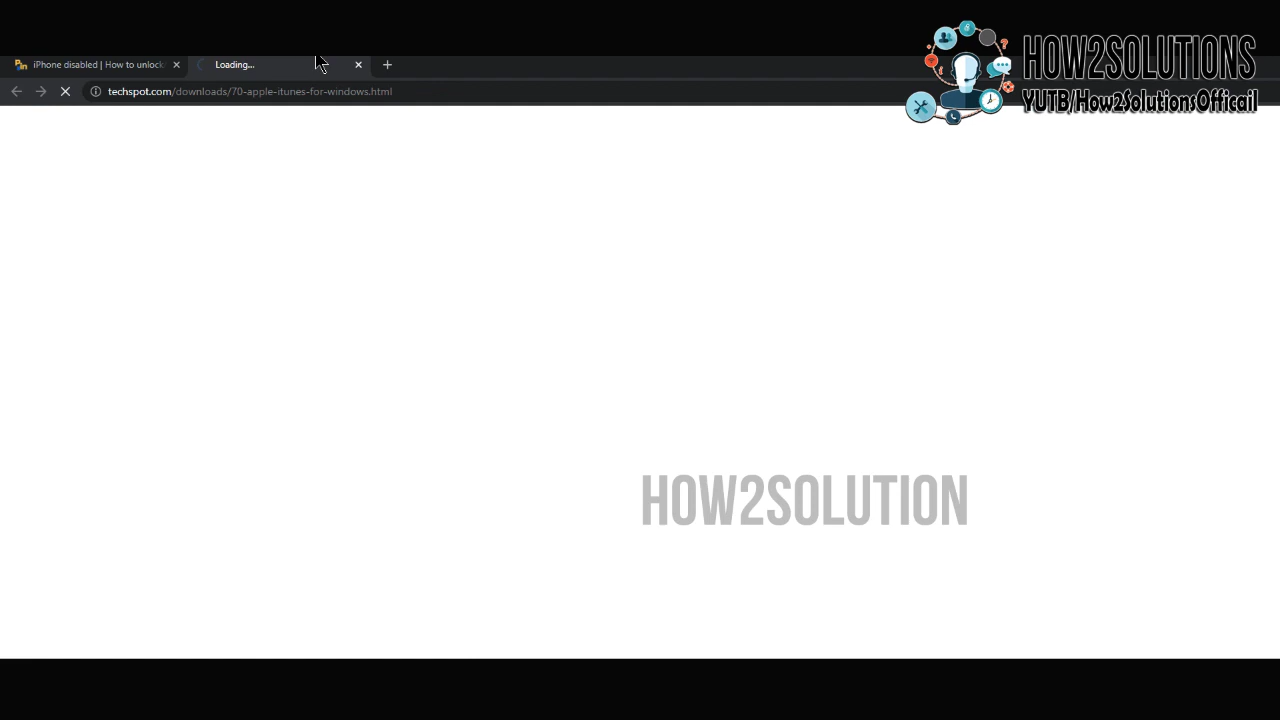 HOW2SOLUTIONS
iPhone disabled | How to unlock
Loading...
techspot.com/downloads/70-apple-itunes-for-windows.html
YUTB/How2SolutionsOfficail
HOW2SOLUTION